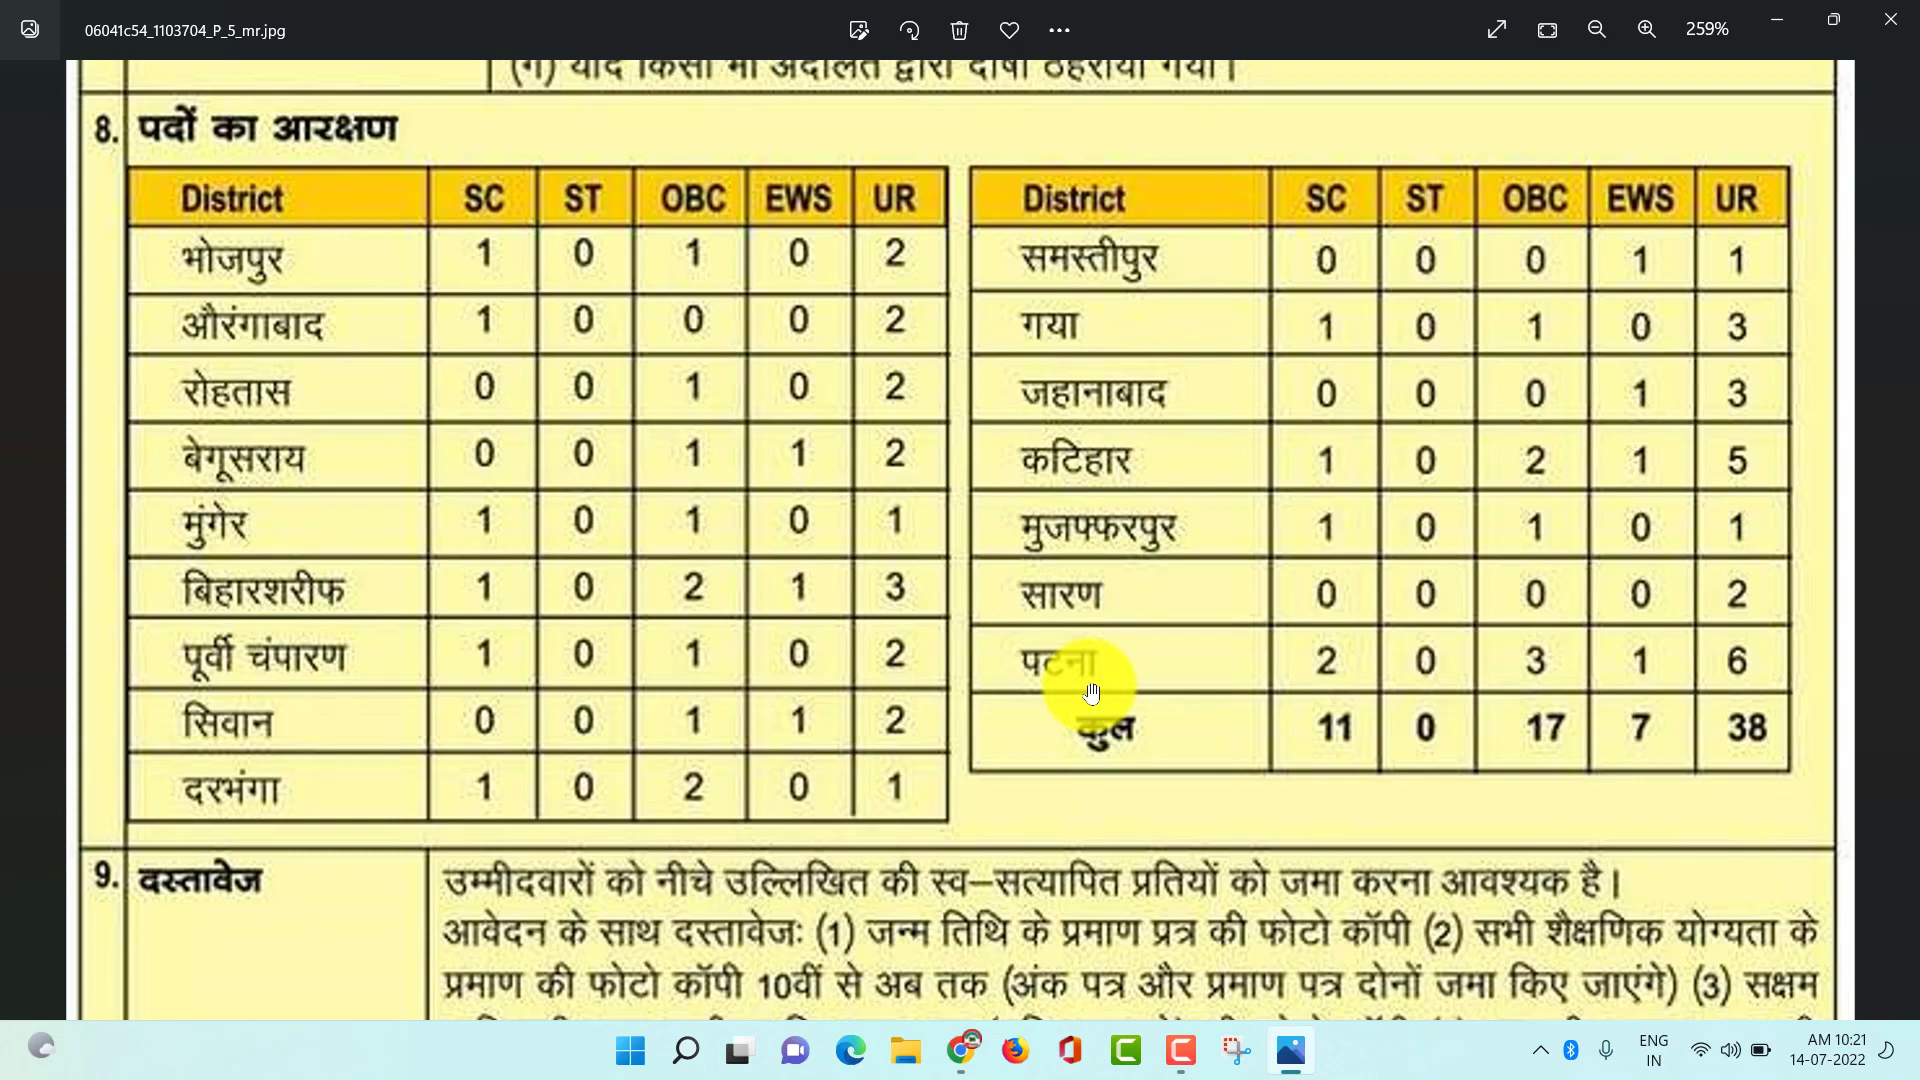 06041c54_1103704_P_5_mr.jpg
259%
(ग) यदि किसी भी अदालत द्वारा दोषी ठहराया गया।
8. पदों का आरक्षण
District SC ST OBC EWS UR
भोजपुर 1 0 1 0 2
औरंगाबाद 1 0 0 0 2
रोहतास 0 0 1 0 2
बेगूसराय 0 0 1 1 2
मुंगेर 1 0 1 0 1
बिहारशरीफ 1 0 2 1 3
पूर्वी चंपारण 1 0 1 0 2
सिवान 0 0 1 1 2
दरभंगा 1 0 2 0 1
District SC ST OBC EWS UR
समस्तीपुर 0 0 0 1 1
गया 1 0 1 0 3
जहानाबाद 0 0 0 1 3
कटिहार 1 0 2 1 5
मुजफ्फरपुर 1 0 1 0 1
सारण 0 0 0 0 2
पटना 2 0 3 1 6
कुल 11 0 17 7 38
9. दस्तावेज
उम्मीदवारों को नीचे उल्लिखित की स्व–सत्यापित प्रतियों को जमा करना आवश्यक है।
आवेदन के साथ दस्तावेजः (1) जन्म तिथि के प्रमाण प्रत्र की फोटो कॉपी (2) सभी शैक्षणिक योग्यता के
प्रमाण की फोटो कॉपी 10वीं से अब तक (अंक पत्र और प्रमाण पत्र दोनों जमा किए जाएंगे) (3) सक्षम
ENG
IN
AM 10:21
14-07-2022